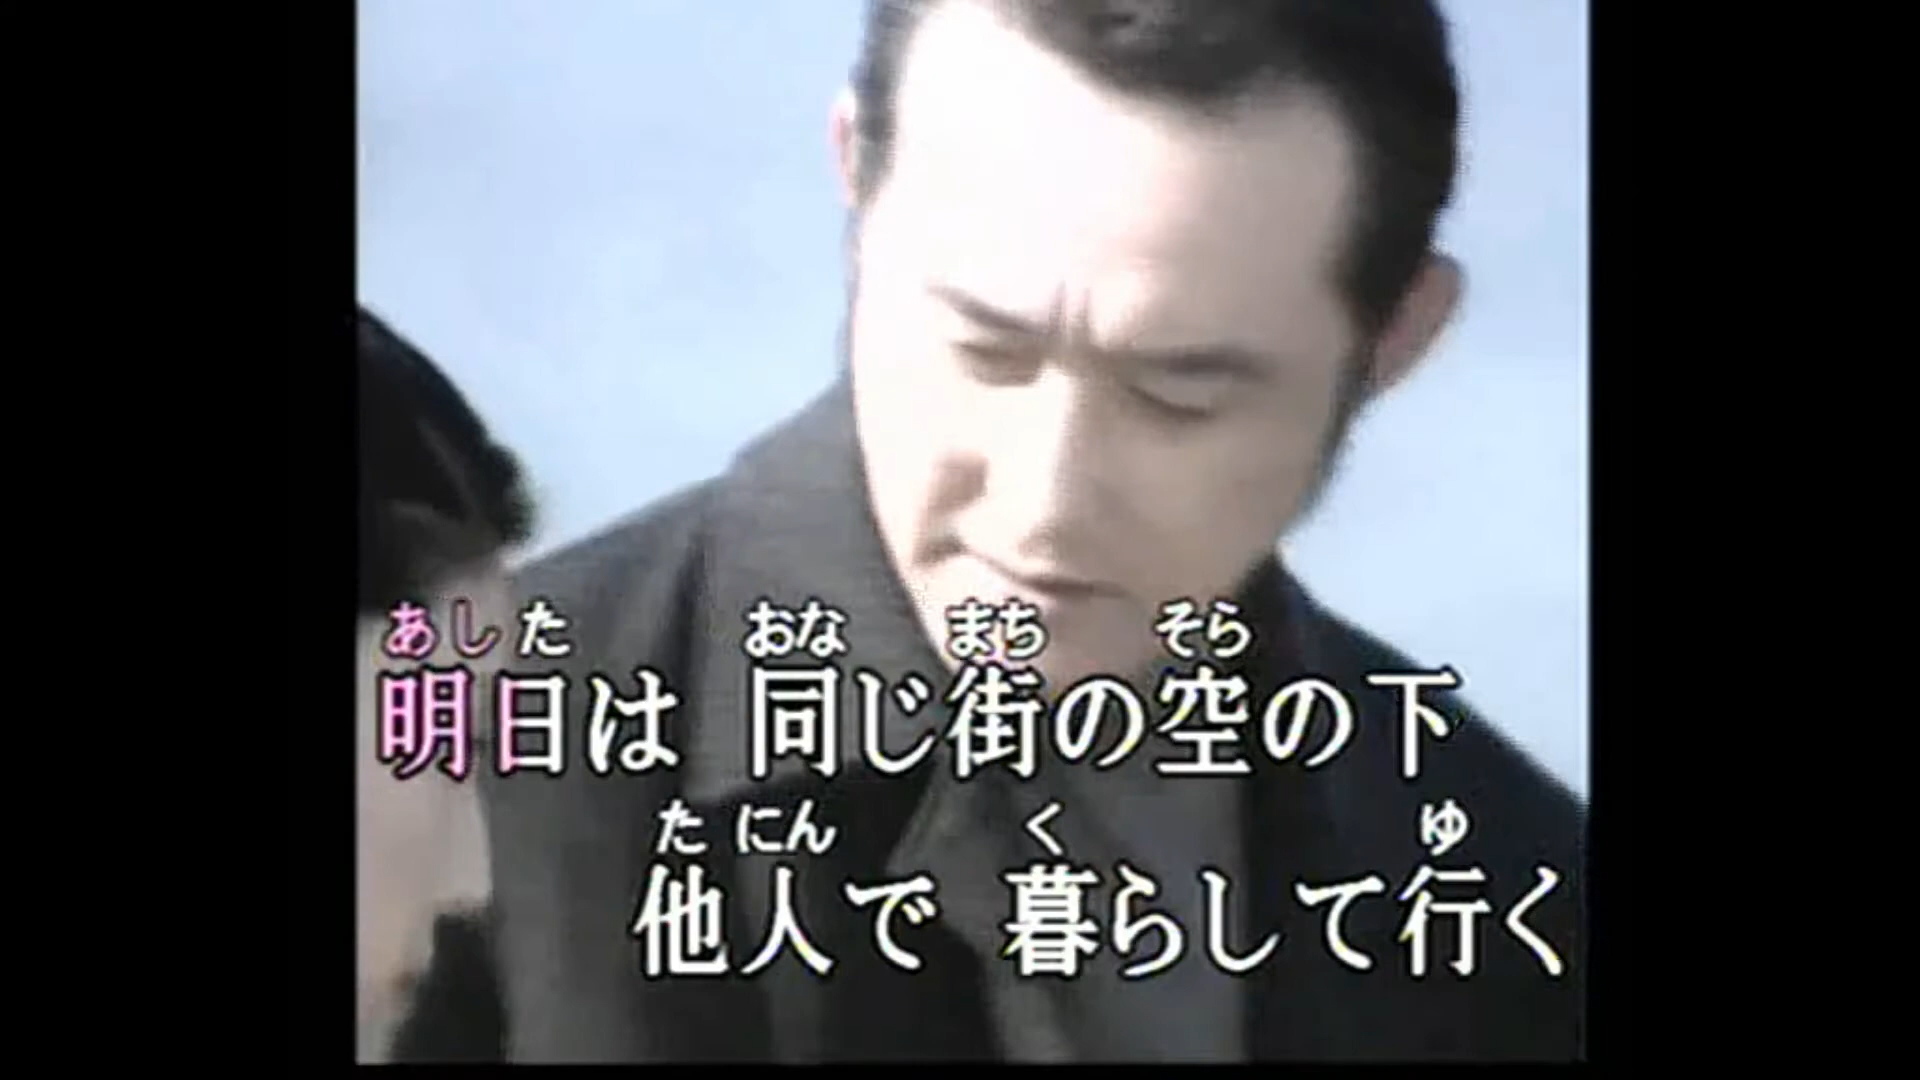 あした おな まち そら
明日は 同じ街の空の下
たにん く ゆ
他人で 暮らして行く